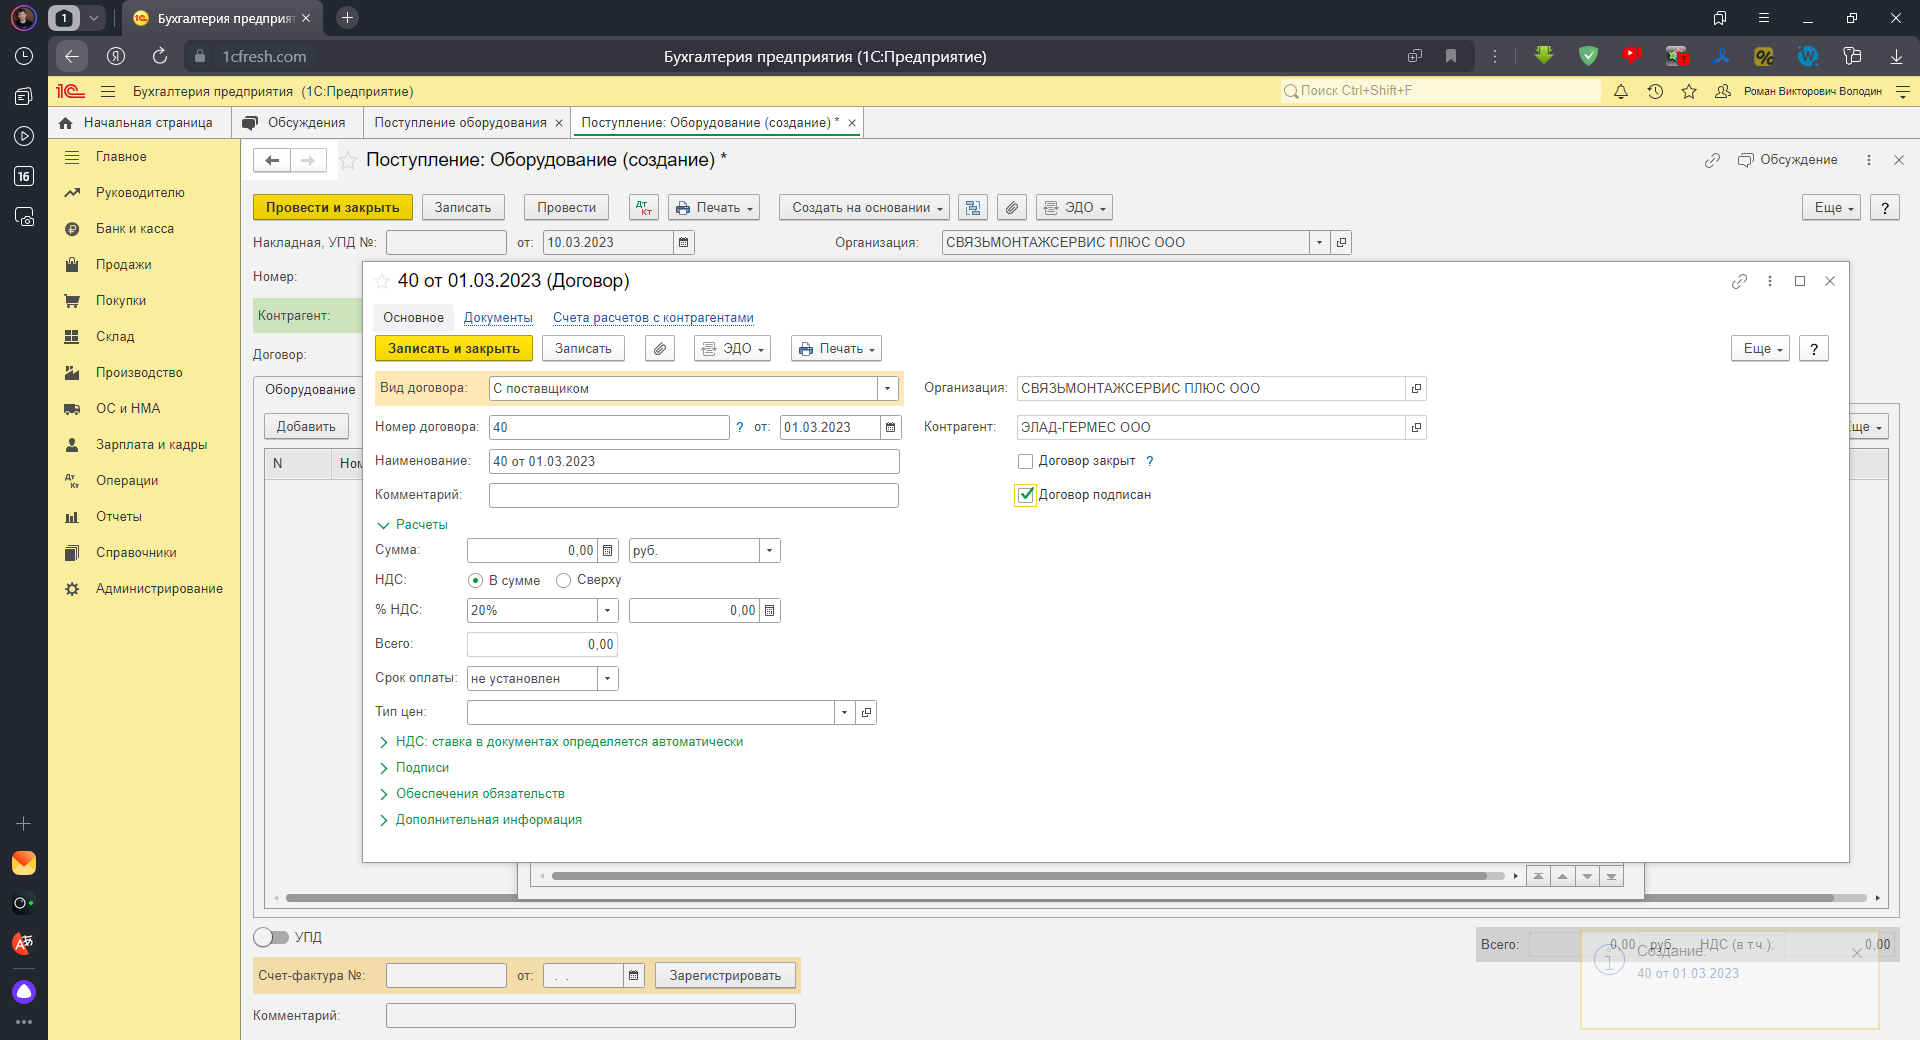 1 Бухгалтерия предприят
1cfresh.com Бухгалтерия предприятия (1С:Предприятие)
Бухгалтерия предприятия (1С:Предприятие) Поиск Ctrl+Shift+F Роман Викторович Володин
Начальная страница Обсуждения Поступление оборудования Поступление: Оборудование (создание) *
16
Главное
Руководителю
Банк и касса
Продажи
Покупки
Склад
Производство
ОС и НМА
Зарплата и кадры
Операции
Отчеты
Справочники
Администрирование
Поступление: Оборудование (создание) * Обсуждение
Провести и закрыть Записать Провести Дт Кт Печать Создать на основании ЭДО Еще ?
Накладная, УПД №: от: 10.03.2023 Организация: СВЯЗЬМОНТАЖСЕРВИС ПЛЮС ООО
Номер:
Контрагент:
Договор:
Оборудование
Добавить
N
40 от 01.03.2023 (Договор)
Основное Документы Счета расчетов с контрагентами
Записать и закрыть Записать ЭДО Печать Еще ?
Вид договора: С поставщиком Организация: СВЯЗЬМОНТАЖСЕРВИС ПЛЮС ООО
Номер договора: 40 ? от: 01.03.2023 Контрагент: ЭЛАД-ГЕРМЕС ООО
Наименование: 40 от 01.03.2023 Договор закрыт ?
Комментарий: Договор подписан
Расчеты
Сумма: 0,00 руб.
НДС: В сумме Сверху
% НДС: 20% 0,00
Всего: 0,00
Срок оплаты: не установлен
Тип цен:
НДС: ставка в документах определяется автоматически
Подписи
Обеспечения обязательств
Дополнительная информация
УПД Всего: 0,00 руб. НДС (в т.ч.): 0,00
Счет-фактура №: от: . . Зарегистрировать
Комментарий:
Создание:
40 от 01.03.2023